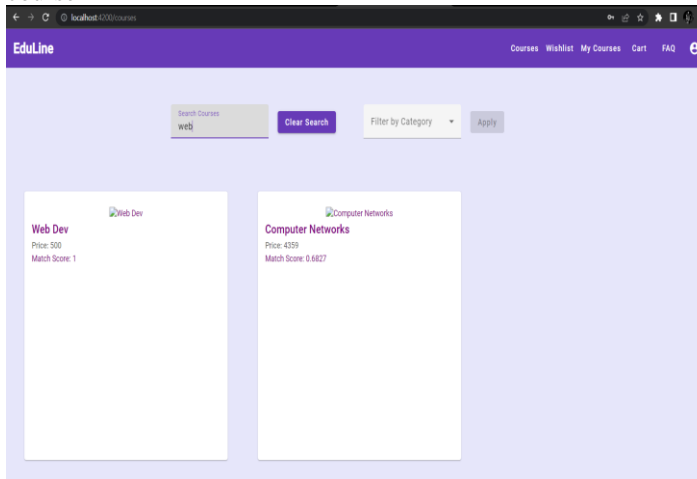 localhost:4200/courses
EduLine
Courses Wishlist My Courses Cart FAQ
Search Courses
web
Clear Search
Filter by Category
Apply
Web Dev
Web Dev
Price: 500
Match Score: 1
Computer Networks
Computer Networks
Price: 4359
Match Score: 0.6827